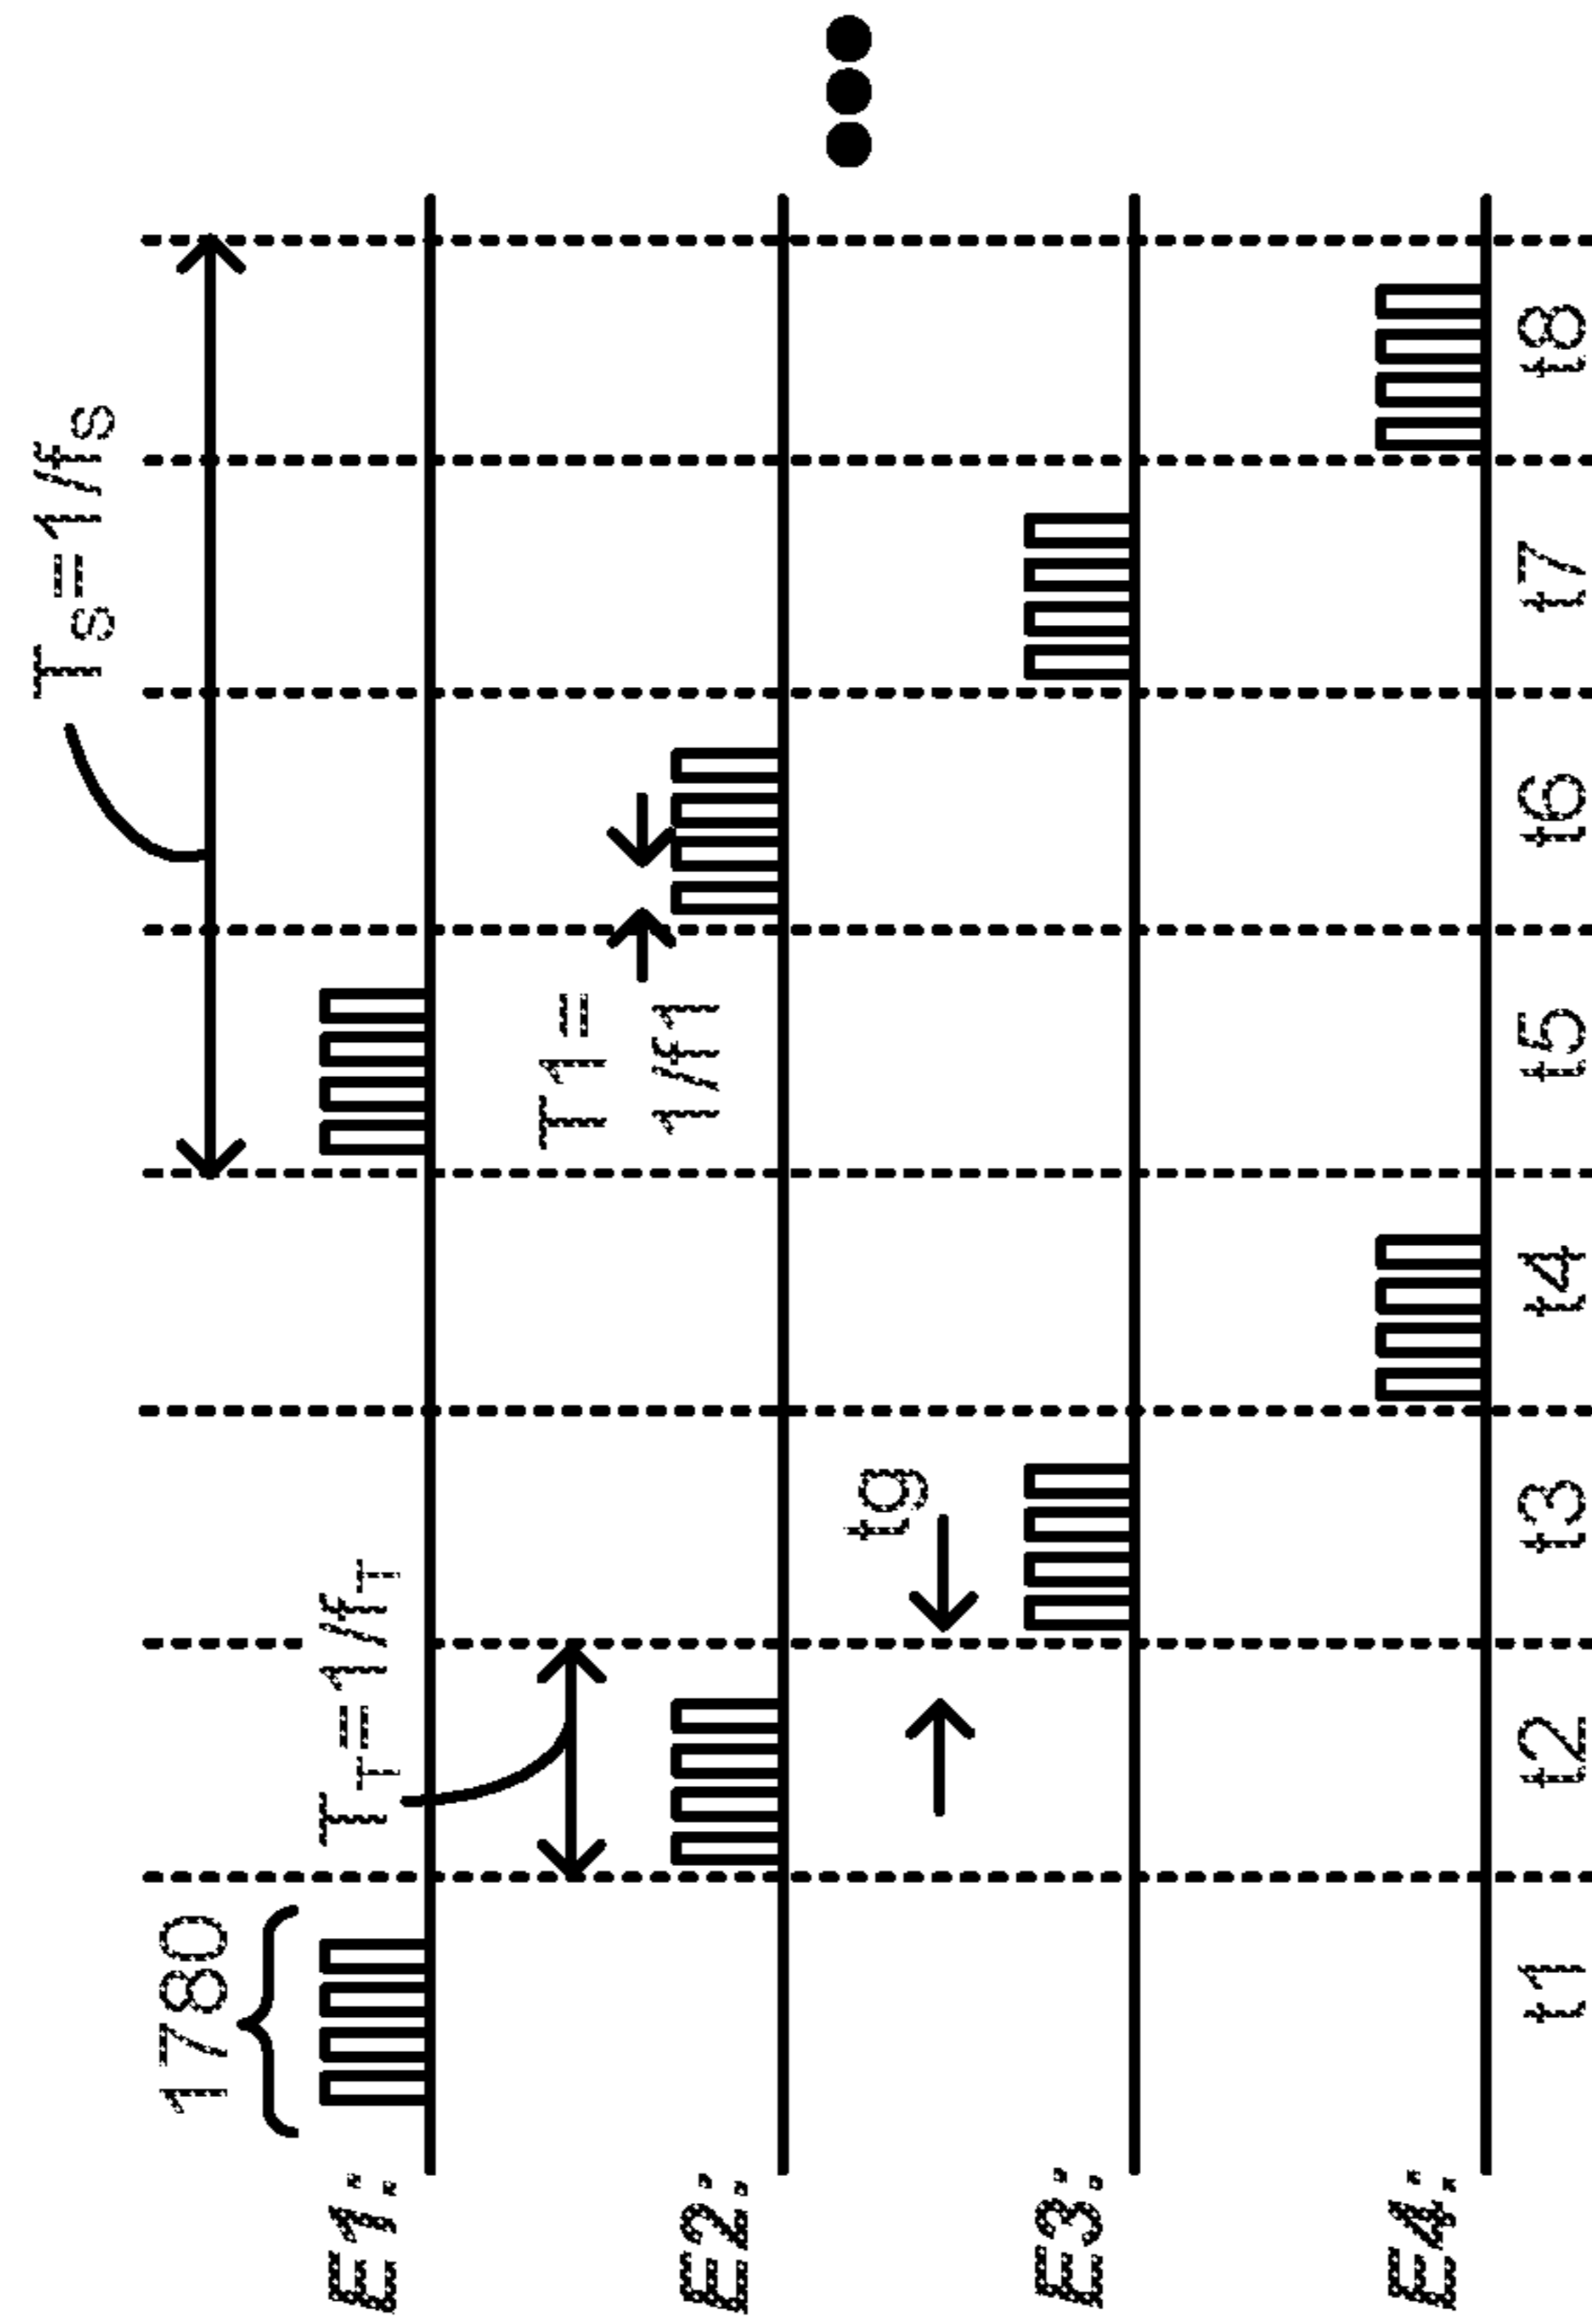 T_S=1/f_S
1780
T_T=1/f_T
E1:
T1=
1/f1
E2:
tg
E3:
E4:
t1 t2 t3 t4 t5 t6 t7 t8